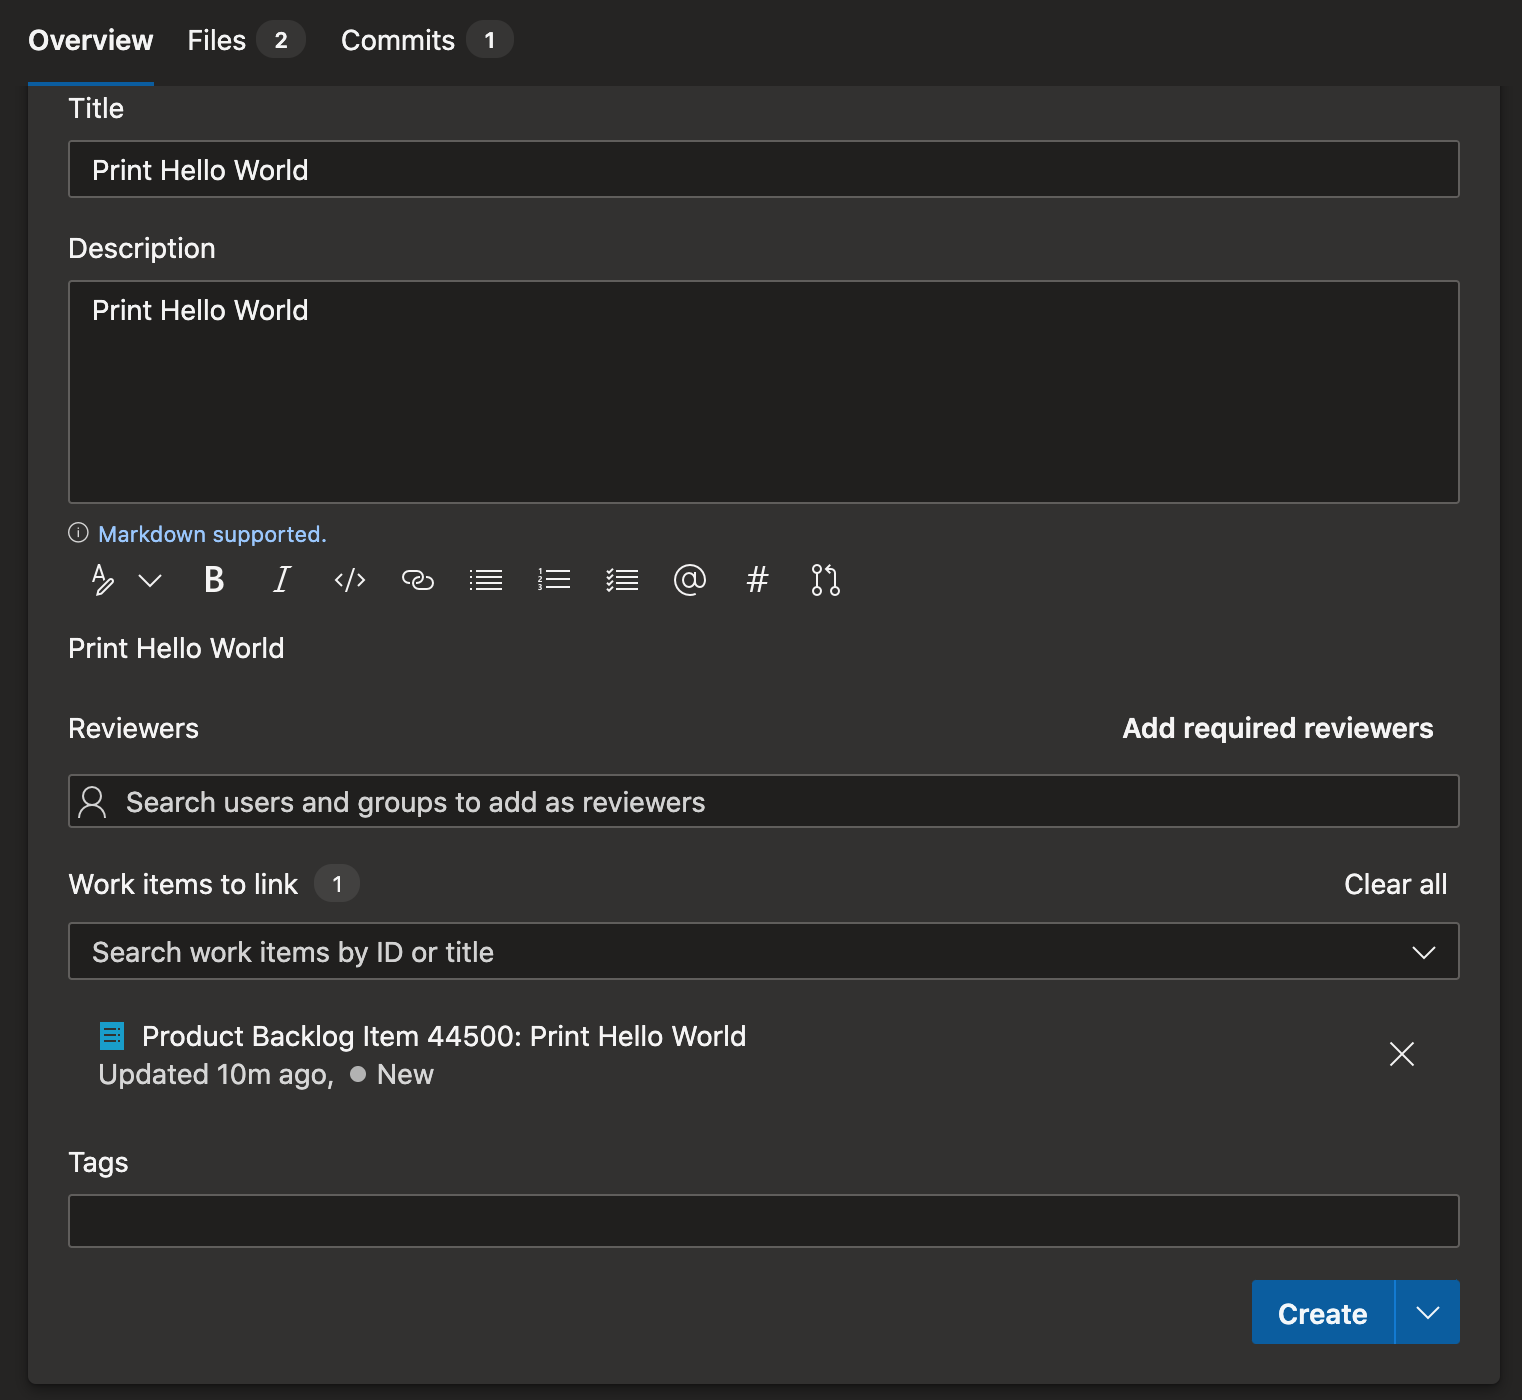 Overview Files 2 Commits 1
Title
Print Hello World
Description
Print Hello World
Markdown supported.
B I </> @ #
Print Hello World
Reviewers Add required reviewers
Search users and groups to add as reviewers
Work items to link 1 Clear all
Search work items by ID or title
Product Backlog Item 44500: Print Hello World
Updated 10m ago, New
Tags
Create